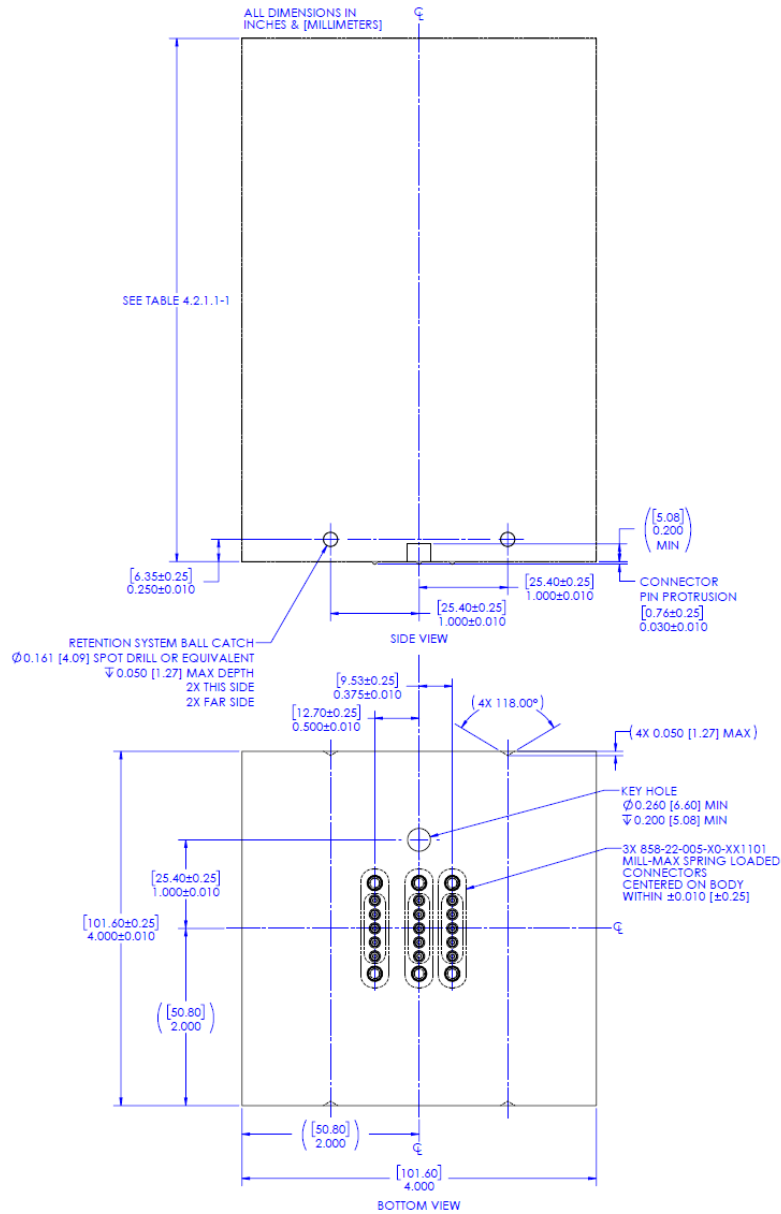 ALL DIMENSIONS IN
INCHES & [MILLIMETERS]
℄
SEE TABLE 4.2.1.1-1
[6.35±0.25]
0.250±0.010
([5.08]
0.200
MIN)
[25.40±0.25]
1.000±0.010
[25.40±0.25]
1.000±0.010
CONNECTOR
PIN PROTRUSION
[0.76±0.25]
0.030±0.010
SIDE VIEW
RETENTION SYSTEM BALL CATCH
Ø0.161 [4.09] SPOT DRILL OR EQUIVALENT
↧0.050 [1.27] MAX DEPTH
2X THIS SIDE
2X FAR SIDE
[9.53±0.25]
0.375±0.010
[12.70±0.25]
0.500±0.010
(4X 118.00°)
(4X 0.050 [1.27] MAX)
KEY HOLE
Ø0.260 [6.60] MIN
↧0.200 [5.08] MIN
3X 858-22-005-X0-XX1101
MILL-MAX SPRING LOADED
CONNECTORS
CENTERED ON BODY
WITHIN ±0.010 [±0.25]
[25.40±0.25]
1.000±0.010
[101.60±0.25]
4.000±0.010
℄
([50.80]
2.000)
([50.80]
2.000)
℄
[101.60]
4.000
BOTTOM VIEW